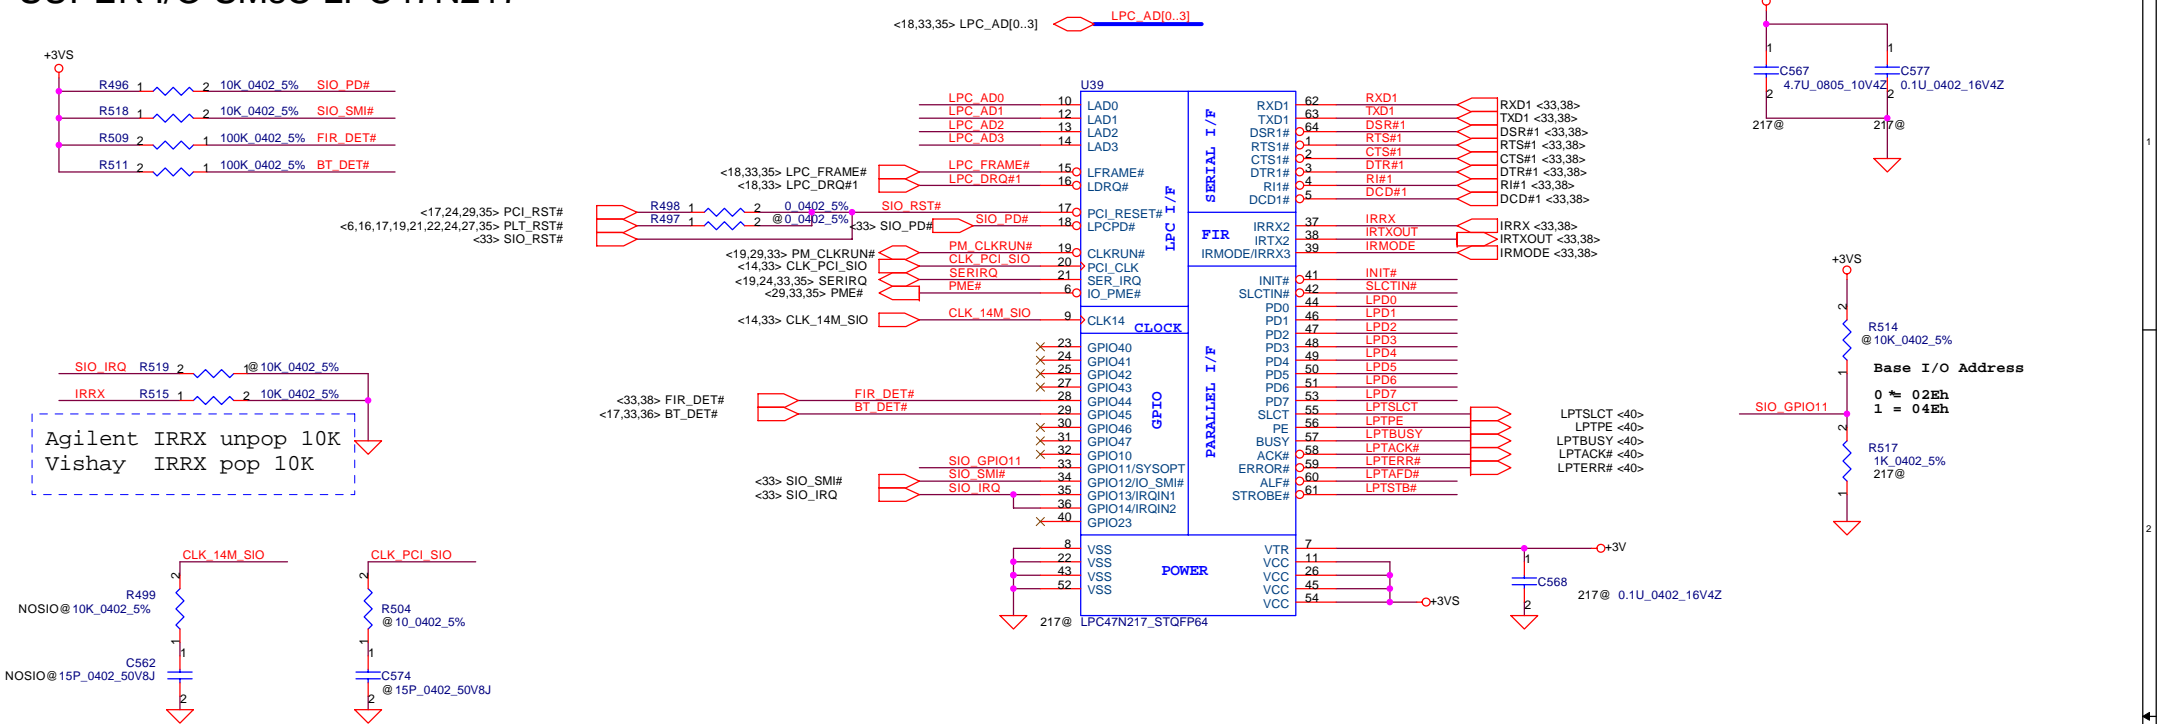 <18,33,35> LPC_AD[0..3] LPC_AD[0..3]
+3VS
R496 1 2 10K_0402_5% SIO_PD#
R518 1 2 10K_0402_5% SIO_SMI#
R509 2 1 100K_0402_5% FIR_DET#
R511 2 1 100K_0402_5% BT_DET#
1
C567
4.7U_0805_10V4Z
2
217@
1
C577
0.1U_0402_16V4Z
2
217@
U39
LPC_AD0 10 LAD0
LPC_AD1 12 LAD1
LPC_AD2 13 LAD2
LPC_AD3 14 LAD3
<18,33,35> LPC_FRAME# LPC_FRAME# 15 LFRAME#
<18,33> LPC_DRQ#1 LPC_DRQ#1 16 LDRQ#
<17,24,29,35> PCI_RST# R498 1 2 0_0402_5% SIO_RST# 17 PCI_RESET#
<6,16,17,19,21,22,24,27,35> PLT_RST# R497 1 2 @ 0_0402_5% <33> SIO_PD# SIO_PD# 18 LPCPD#
<33> SIO_RST#
<19,29,33> PM_CLKRUN# PM_CLKRUN# 19 CLKRUN#
<14,33> CLK_PCI_SIO CLK_PCI_SIO 20 PCI_CLK
<19,24,33,35> SERIRQ SERIRQ 21 SER_IRQ
<29,33,35> PME# PME# 6 IO_PME#
LPC I/F
<14,33> CLK_14M_SIO CLK_14M_SIO 9 CLK14
CLOCK
23 GPIO40
24 GPIO41
25 GPIO42
27 GPIO43
<33,38> FIR_DET# FIR_DET# 28 GPIO44
<17,33,36> BT_DET# BT_DET# 29 GPIO45
30 GPIO46
31 GPIO47
32 GPIO10
SIO_GPIO11 33 GPIO11/SYSOPT
<33> SIO_SMI# SIO_SMI# 34 GPIO12/IO_SMI#
<33> SIO_IRQ SIO_IRQ 35 GPIO13/IRQIN1
36 GPIO14/IRQIN2
40 GPIO23
GPIO
8 VSS
22 VSS
43 VSS
52 VSS
POWER
217@ LPC47N217_STQFP64
SERIAL I/F
RXD1 62 RXD1 RXD1 <33,38>
TXD1 63 TXD1 TXD1 <33,38>
DSR1# 64 DSR#1 DSR#1 <33,38>
RTS1# 1 RTS#1 RTS#1 <33,38>
CTS1# 2 CTS#1 CTS#1 <33,38>
DTR1# 3 DTR#1 DTR#1 <33,38>
RI1# 4 RI#1 RI#1 <33,38>
DCD1# 5 DCD#1 DCD#1 <33,38>
FIR
IRRX2 37 IRRX IRRX <33,38>
IRTX2 38 IRTXOUT IRTXOUT <33,38>
IRMODE/IRRX3 39 IRMODE IRMODE <33,38>
PARALLEL I/F
INIT# 41 INIT#
SLCTIN# 42 SLCTIN#
PD0 44 LPD0
PD1 46 LPD1
PD2 47 LPD2
PD3 48 LPD3
PD4 49 LPD4
PD5 50 LPD5
PD6 51 LPD6
PD7 53 LPD7
SLCT 55 LPTSLCT LPTSLCT <40>
PE 56 LPTPE LPTPE <40>
BUSY 57 LPTBUSY LPTBUSY <40>
ACK# 58 LPTACK# LPTACK# <40>
ERROR# 59 LPTERR# LPTERR# <40>
ALF# 60 LPTAFD#
STROBE# 61 LPTSTB#
VTR 7 +3V
VCC 11
VCC 26
VCC 45
VCC 54 +3VS
1
C568
217@ 0.1U_0402_16V4Z
2
+3VS
2
R514
@ 10K_0402_5%
1
Base I/O Address
0 *= 02Eh
1 = 04Eh
SIO_GPIO11
2
R517
1K_0402_5%
217@
1
SIO_IRQ R519 2 1 @ 10K_0402_5%
IRRX R515 1 2 10K_0402_5%
Agilent IRRX unpop 10K
Vishay IRRX pop 10K
CLK_14M_SIO
2
R499
NOSIO@ 10K_0402_5%
1
1
C562
NOSIO@ 15P_0402_50V8J
2
CLK_PCI_SIO
2
R504
@ 10_0402_5%
1
1
C574
@ 15P_0402_50V8J
2
1
2